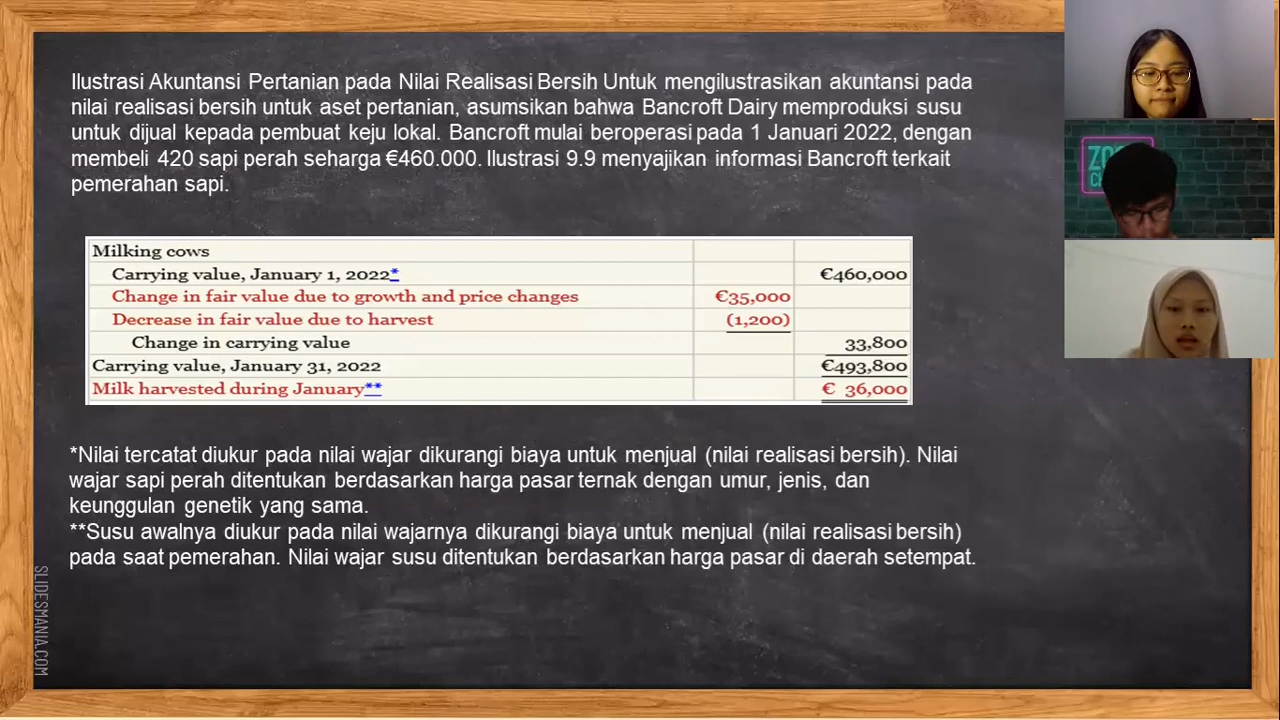 Ilustrasi Akuntansi Pertanian pada Nilai Realisasi Bersih Untuk mengilustrasikan akuntansi pada
nilai realisasi bersih untuk aset pertanian, asumsikan bahwa Bancroft Dairy memproduksi susu
untuk dijual kepada pembuat keju lokal. Bancroft mulai beroperasi pada 1 Januari 2022, dengan
membeli 420 sapi perah seharga €460.000. Ilustrasi 9.9 menyajikan informasi Bancroft terkait
pemerahan sapi.
Milking cows
Carrying value, January 1, 2022* €460,000
Change in fair value due to growth and price changes €35,000
Decrease in fair value due to harvest (1,200)
Change in carrying value 33,800
Carrying value, January 31, 2022 €493,800
Milk harvested during January** € 36,000
*Nilai tercatat diukur pada nilai wajar dikurangi biaya untuk menjual (nilai realisasi bersih). Nilai
wajar sapi perah ditentukan berdasarkan harga pasar ternak dengan umur, jenis, dan
keunggulan genetik yang sama.
**Susu awalnya diukur pada nilai wajarnya dikurangi biaya untuk menjual (nilai realisasi bersih)
pada saat pemerahan. Nilai wajar susu ditentukan berdasarkan harga pasar di daerah setempat.
SLIDESMANIA.COM